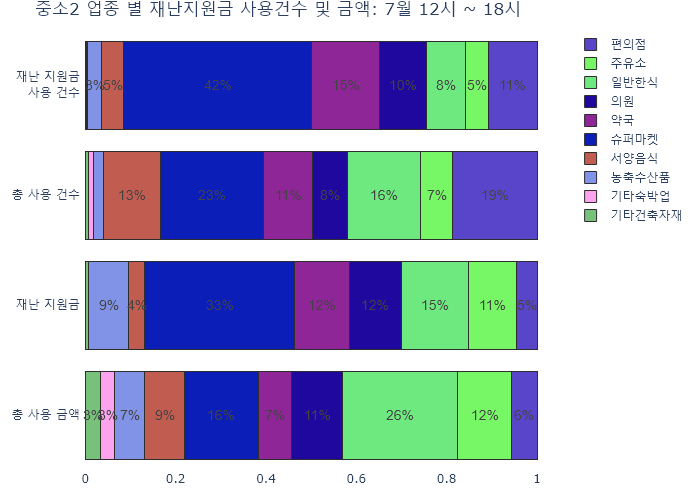 중소2 업종 별 재난지원금 사용건수 및 금액: 7월 12시 ~ 18시
재난 지원금
사용 건수
3% 5% 42% 15% 10% 8% 5% 11%
총 사용 건수
13% 23% 11% 8% 16% 7% 19%
재난 지원금
9% 4% 33% 12% 12% 15% 11% 5%
총 사용 금액
3% 3% 7% 9% 16% 7% 11% 26% 12% 6%
0 0.2 0.4 0.6 0.8 1
편의점
주유소
일반한식
의원
약국
슈퍼마켓
서양음식
농축수산품
기타숙박업
기타건축자재